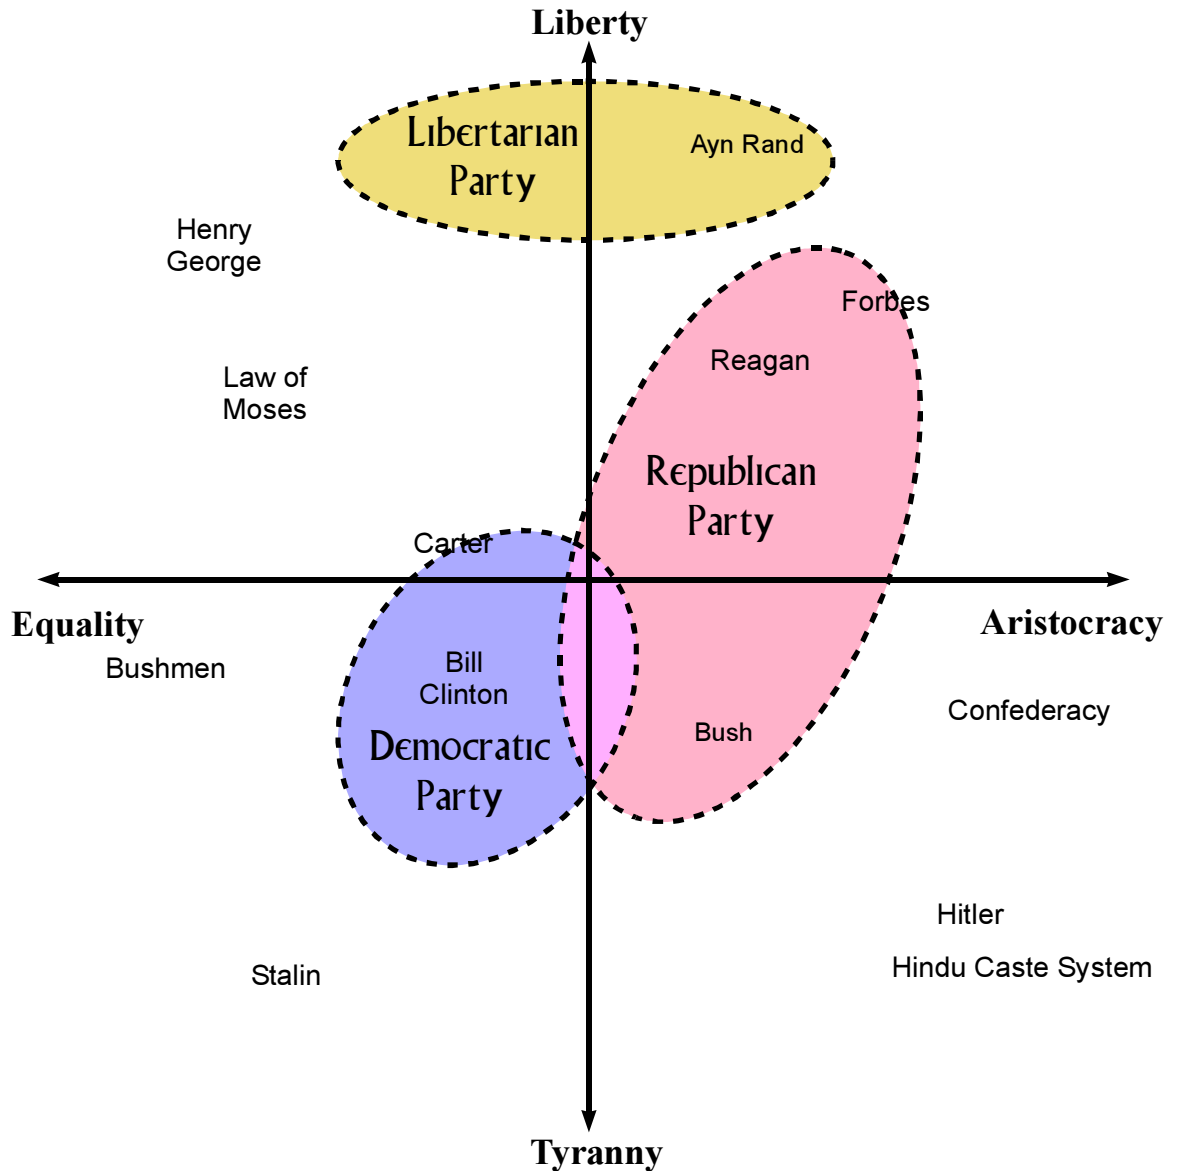 Liberty
Libertarian
Party
Ayn Rand
Henry
George
Forbes
Reagan
Law of
Moses
Republican
Party
Carter
Equality
Aristocracy
Bushmen
Bill
Clinton
Confederacy
Bush
Democratic
Party
Hitler
Hindu Caste System
Stalin
Tyranny